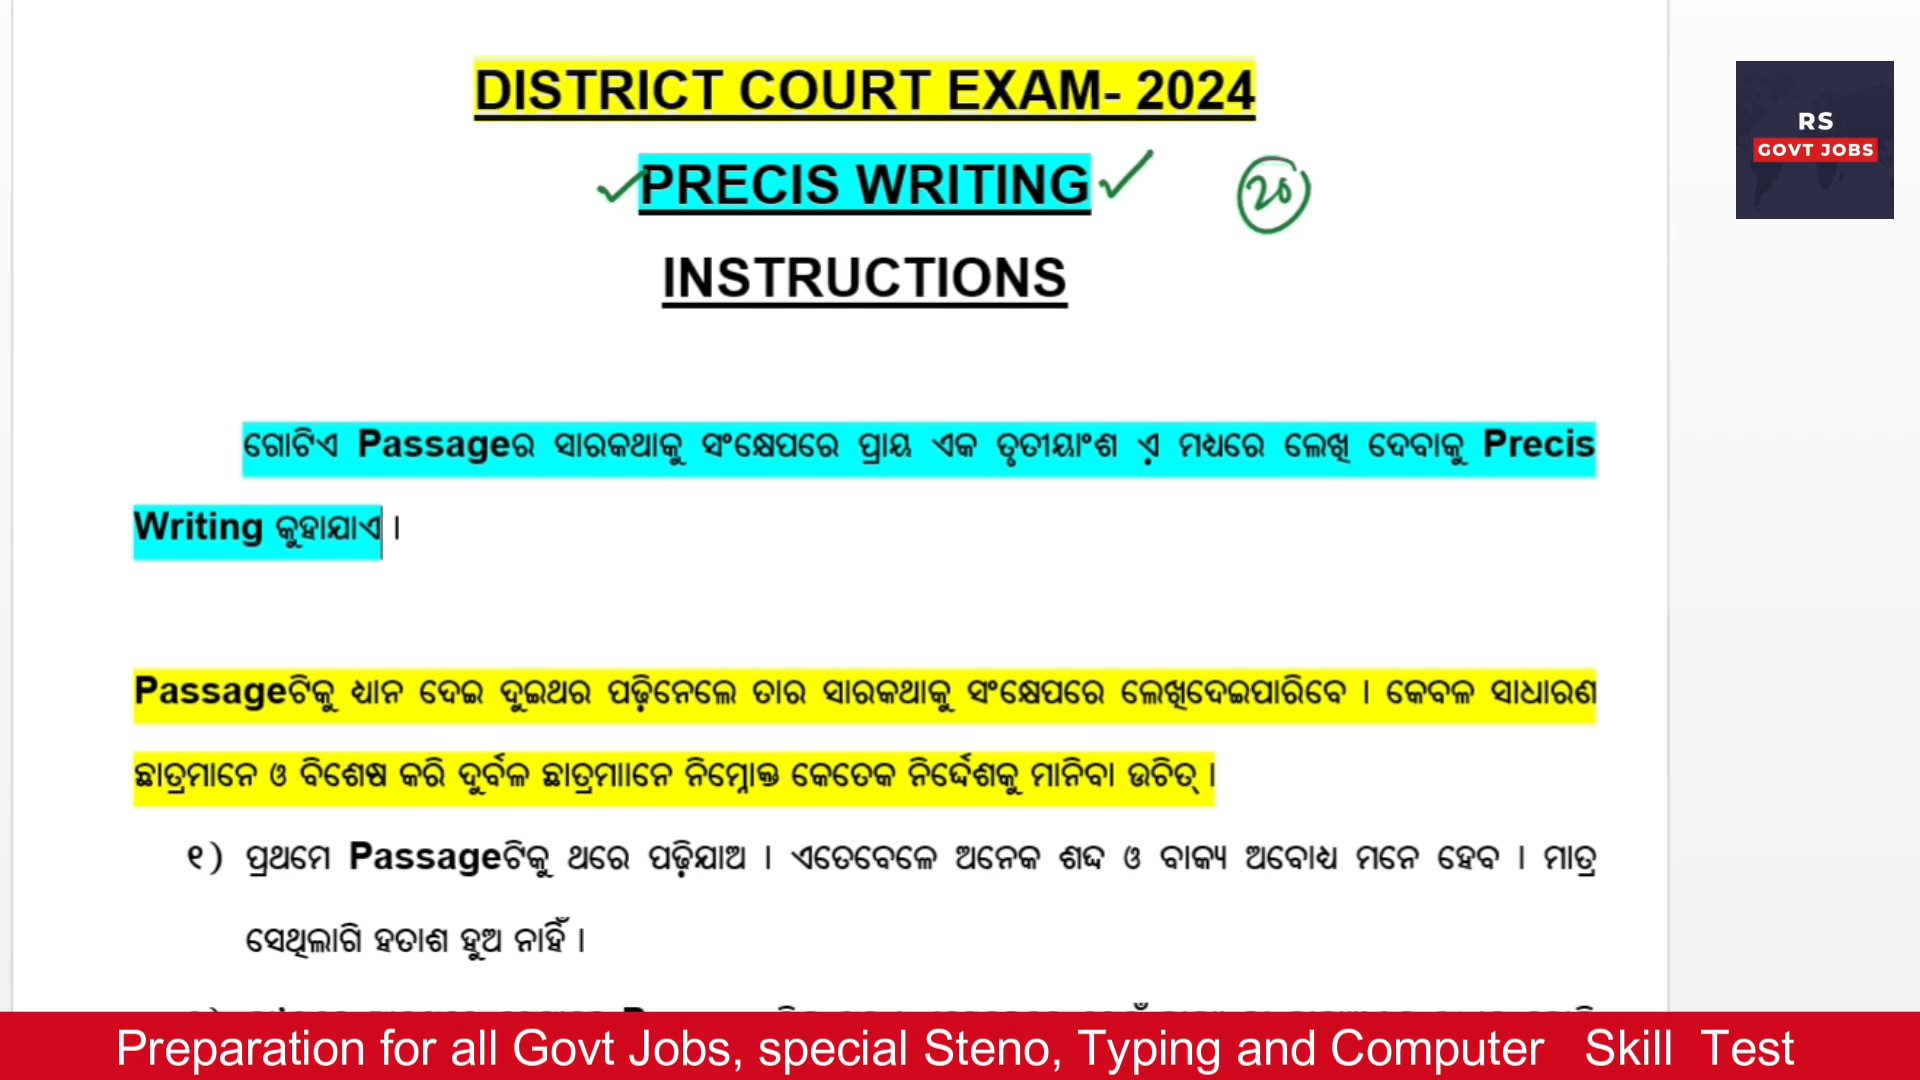 DISTRICT COURT EXAM- 2024
PRECIS WRITING
20
INSTRUCTIONS
RS
GOVT JOBS
ଗୋଟିଏ Passageର ସାରକଥାକୁ ସଂକ୍ଷେପରେ ପ୍ରାୟ ଏକ ତୃତୀୟାଂଶ ଏ଼ ମଧ୍ୟରେ ଲେଖି ଦେବାକୁ Precis
Writing କୁହାଯାଏ ।
Passageଟିକୁ ଧ୍ୟାନ ଦେଇ ଦୁଇଥର ପଢ଼ିନେଲେ ତାର ସାରକଥାକୁ ସଂକ୍ଷେପରେ ଲେଖିଦେଇପାରିବେ । କେବଳ ସାଧାରଣ
ଛାତ୍ରମାନେ ଓ ବିଶେଷ କରି ଦୁର୍ବଳ ଛାତ୍ରମାାନେ ନିମ୍ନୋକ୍ତ କେତେକ ନିର୍ଦ୍ଦେଶକୁ ମାନିବା ଉଚିତ୍ ।
୧) ପ୍ରଥମେ Passageଟିକୁ ଥରେ ପଢ଼ିଯାଅ । ଏତେବେଳେ ଅନେକ ଶବ୍ଦ ଓ ବାକ୍ୟ ଅବୋଧ୍ୟ ମନେ ହେବ । ମାତ୍ର
ସେଥିଲାଗି ହତାଶ ହୁଅ ନାହିଁ ।
Preparation for all Govt Jobs, special Steno, Typing and Computer Skill Test